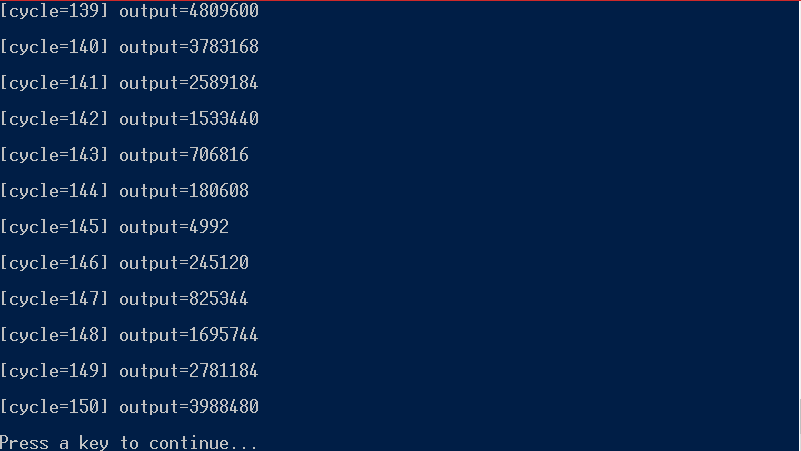 [cycle=139] output=4809600
[cycle=140] output=3783168
[cycle=141] output=2589184
[cycle=142] output=1533440
[cycle=143] output=706816
[cycle=144] output=180608
[cycle=145] output=4992
[cycle=146] output=245120
[cycle=147] output=825344
[cycle=148] output=1695744
[cycle=149] output=2781184
[cycle=150] output=3988480
Press a key to continue...